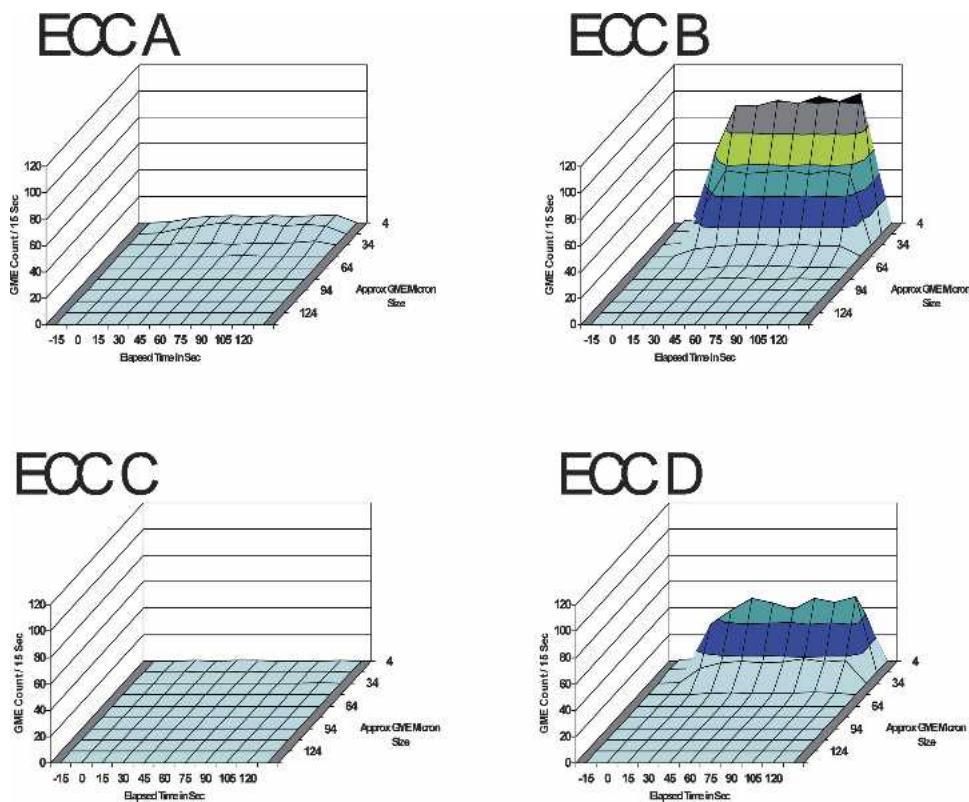 ECC A
120
100
80
60
40
20
0
GME Count / 15 Sec
-15 0 15 30 45 60 75 90 105 120
Elapsed Time in Sec
4
34
64
94
124
Approx GME Micron
Size
ECC B
120
100
80
60
40
20
0
GME Count / 15 Sec
-15 0 15 30 45 60 75 90 105 120
Elapsed Time in Sec
4
34
64
94
124
Approx GME Micron
Size
ECC C
120
100
80
60
40
20
0
GME Count / 15 Sec
-15 0 15 30 45 60 75 90 105 120
Elapsed Time in Sec
4
34
64
94
124
Approx GME Micron
Size
ECC D
120
100
80
60
40
20
0
GME Count / 15 Sec
-15 0 15 30 45 60 75 90 105 120
Elapsed Time in Sec
4
34
64
94
124
Approx GME Micron
Size